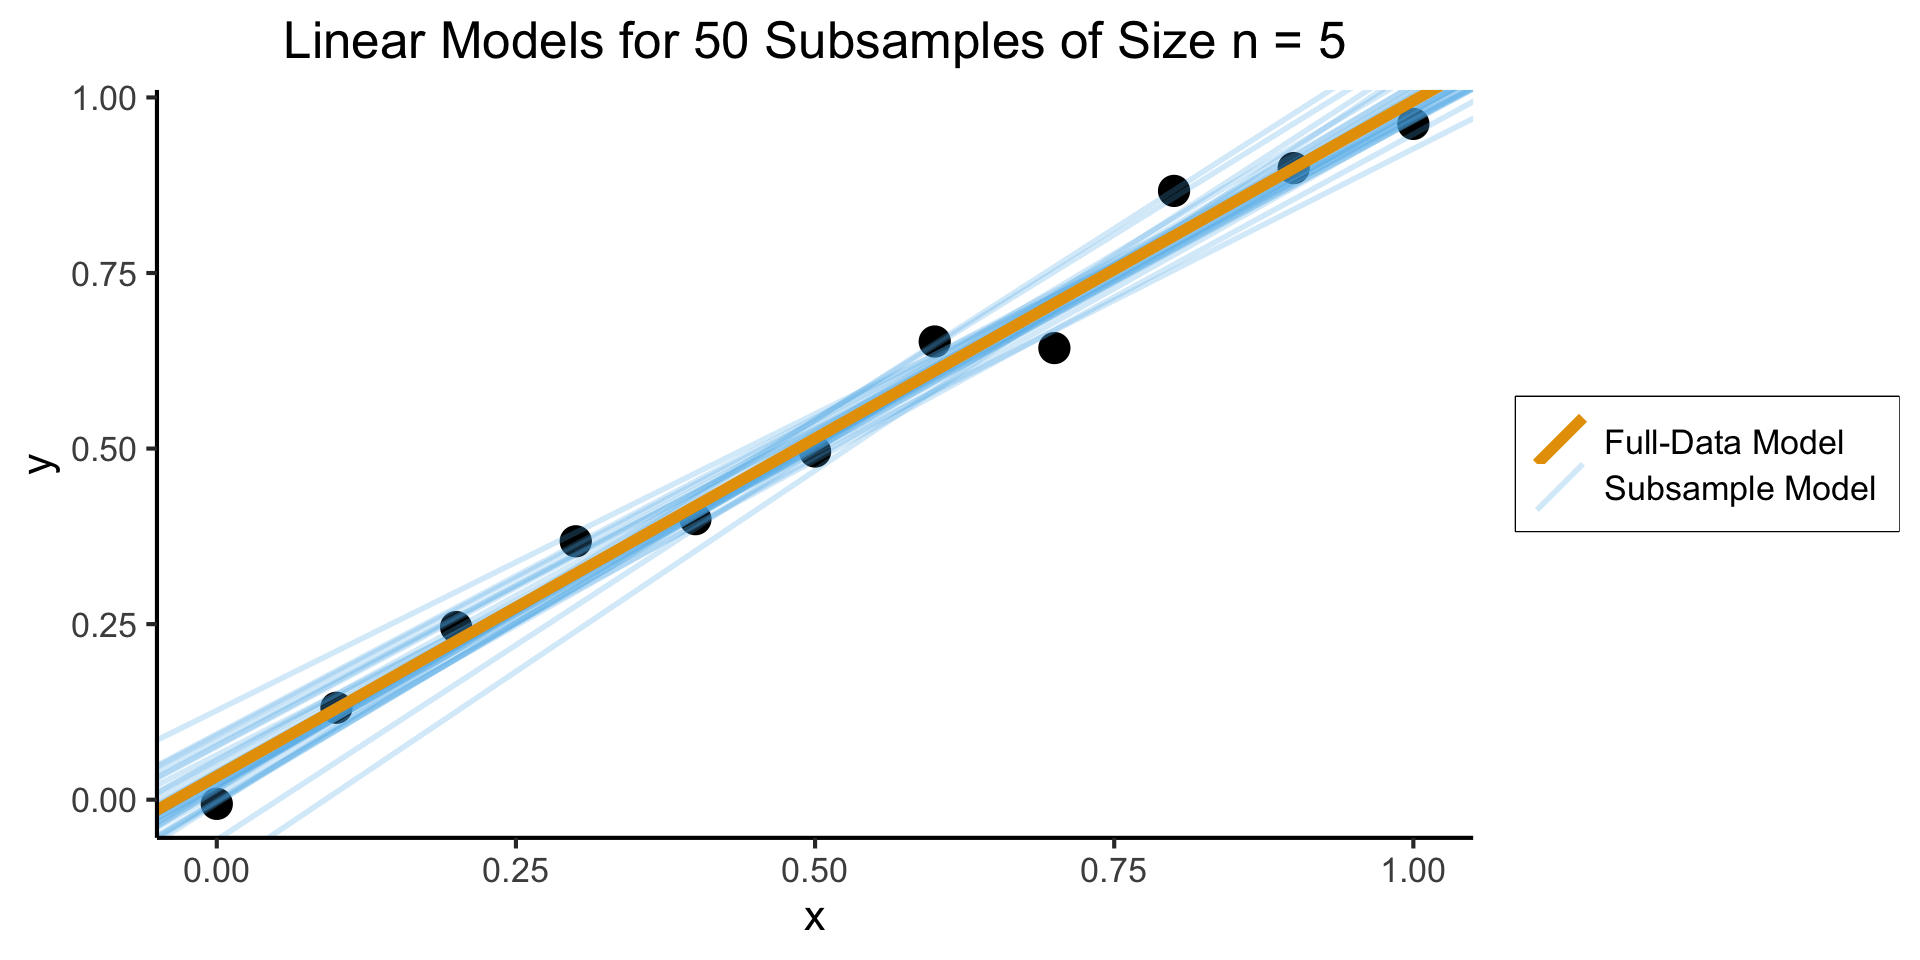 Linear Models for 50 Subsamples of Size n = 5
1.00
0.75
0.50
0.25
0.00
y
0.00 0.25 0.50 0.75 1.00
x
Full-Data Model
Subsample Model